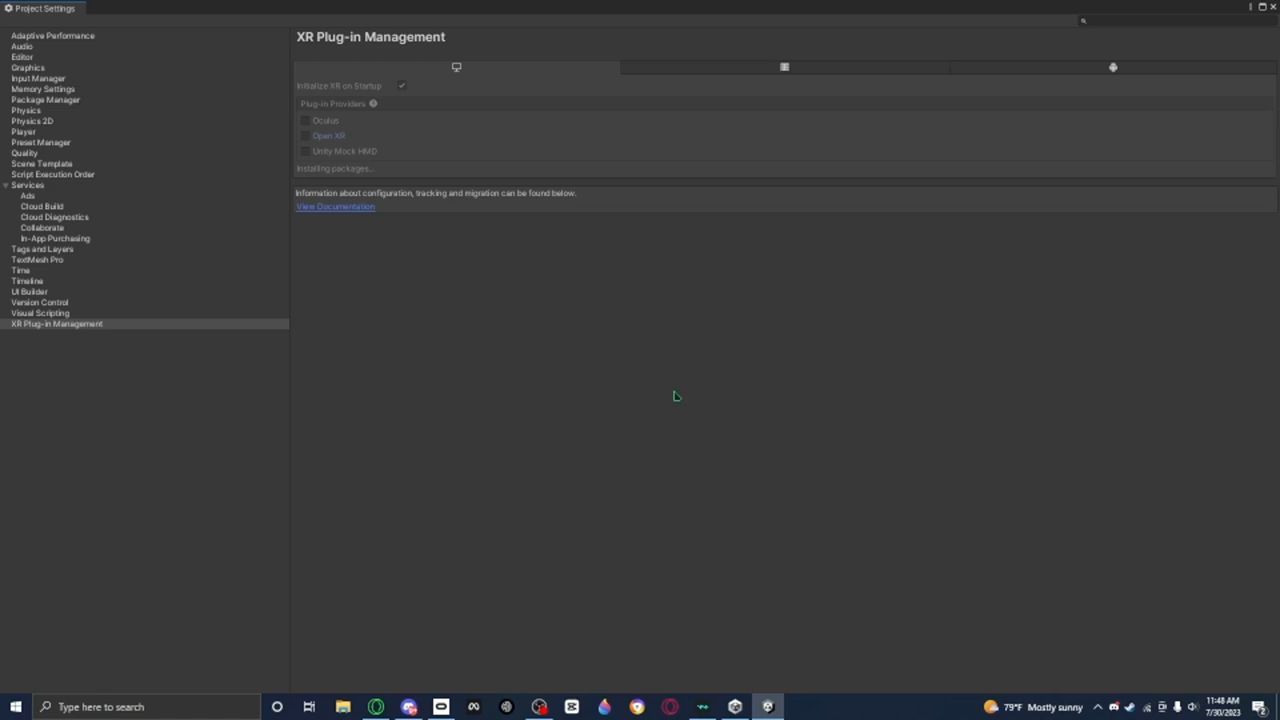 Project Settings
Adaptive Performance
Audio
Editor
Graphics
Input Manager
Memory Settings
Package Manager
Physics
Physics 2D
Player
Preset Manager
Quality
Scene Template
Script Execution Order
Services
Ads
Cloud Build
Cloud Diagnostics
Collaborate
In-App Purchasing
Tags and Layers
TextMesh Pro
Time
Timeline
UI Builder
Version Control
Visual Scripting
XR Plug-in Management
XR Plug-in Management
Initialize XR on Startup
Plug-in Providers
Oculus
Open XR
Unity Mock HMD
Installing packages...
Information about configuration, tracking and migration can be found below.
View Documentation
Type here to search
79°F Mostly sunny
11:48 AM
7/30/2023
2